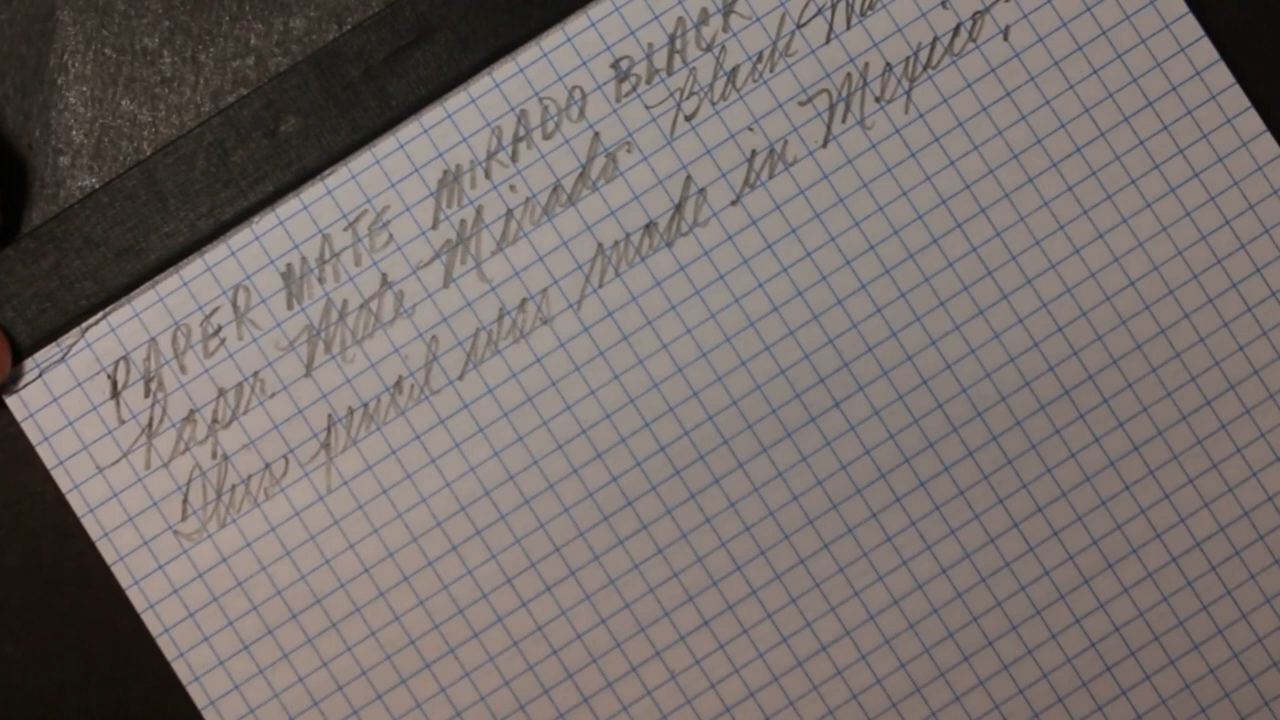 PAPER MATE MIRADO BLACK
Paper Mate Mirado Black
This pencil was made in Mexico.